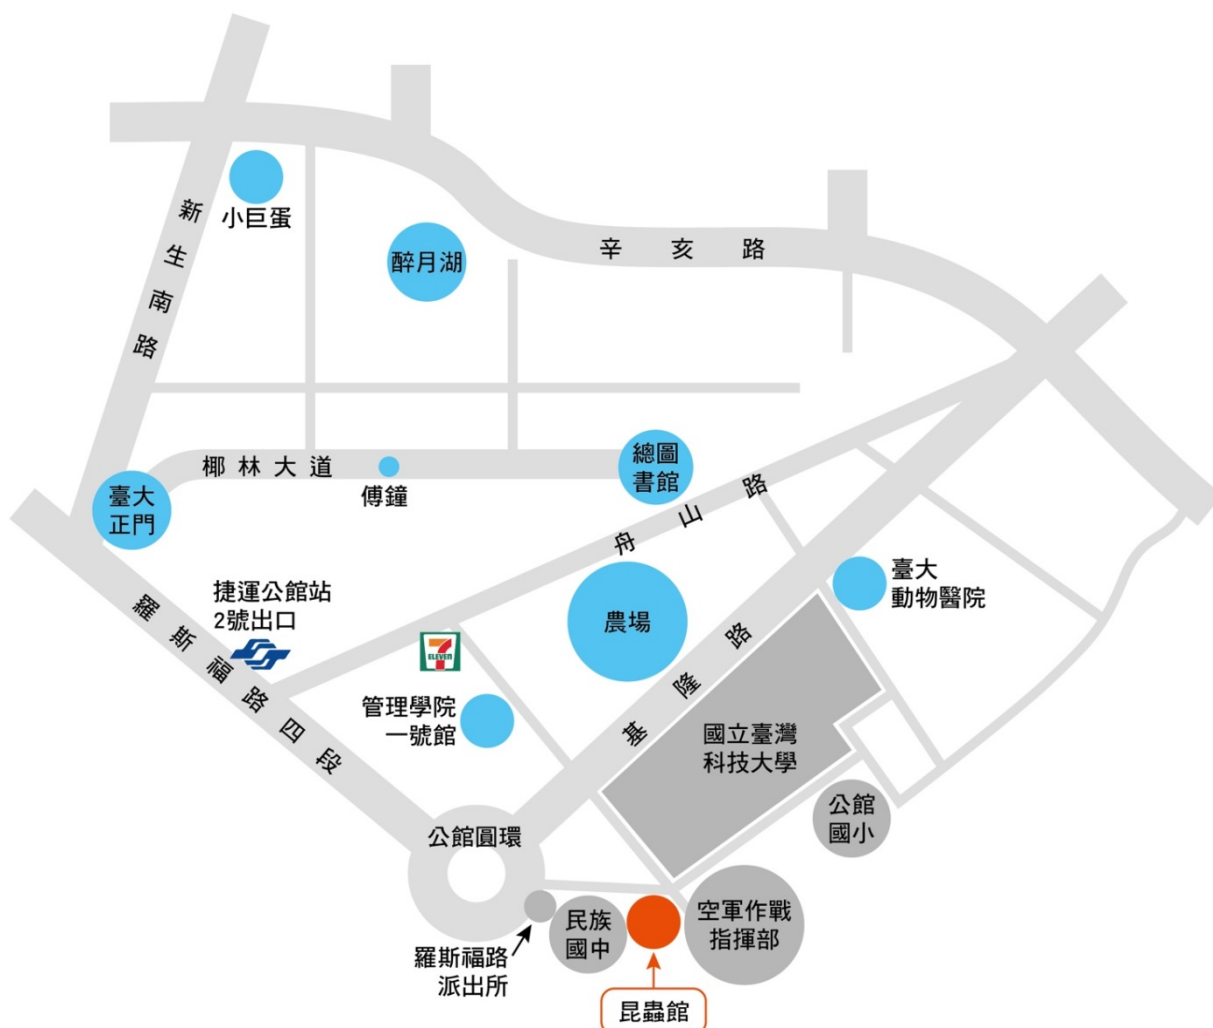 小巨蛋
新生南路
醉月湖
辛亥路
椰林大道
傅鐘
總圖
書館
臺大
正門
舟山路
捷運公館站
2號出口
羅斯福路四段
7
ELEVEN
農場
臺大
動物醫院
管理學院
一號館
基隆路
國立臺灣
科技大學
公館
國小
公館圓環
民族
國中
空軍作戰
指揮部
羅斯福路
派出所
昆蟲館